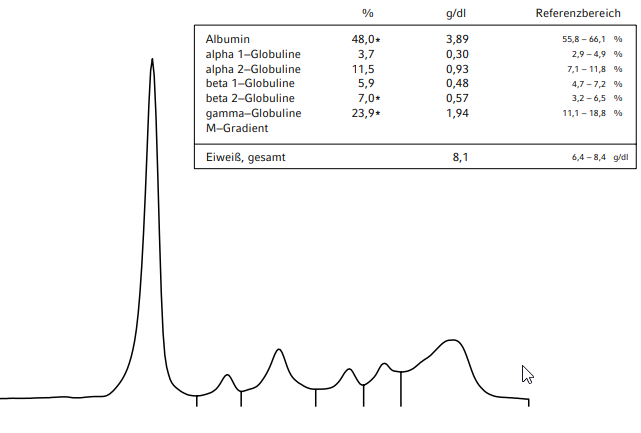 % g/dl Referenzbereich
Albumin 48,0* 3,89 55,8 – 66,1 %
alpha 1–Globuline 3,7 0,30 2,9 – 4,9 %
alpha 2–Globuline 11,5 0,93 7,1 – 11,8 %
beta 1–Globuline 5,9 0,48 4,7 – 7,2 %
beta 2–Globuline 7,0* 0,57 3,2 – 6,5 %
gamma–Globuline 23,9* 1,94 11,1 – 18,8 %
M–Gradient
Eiweiß, gesamt 8,1 6,4 – 8,4 g/dl